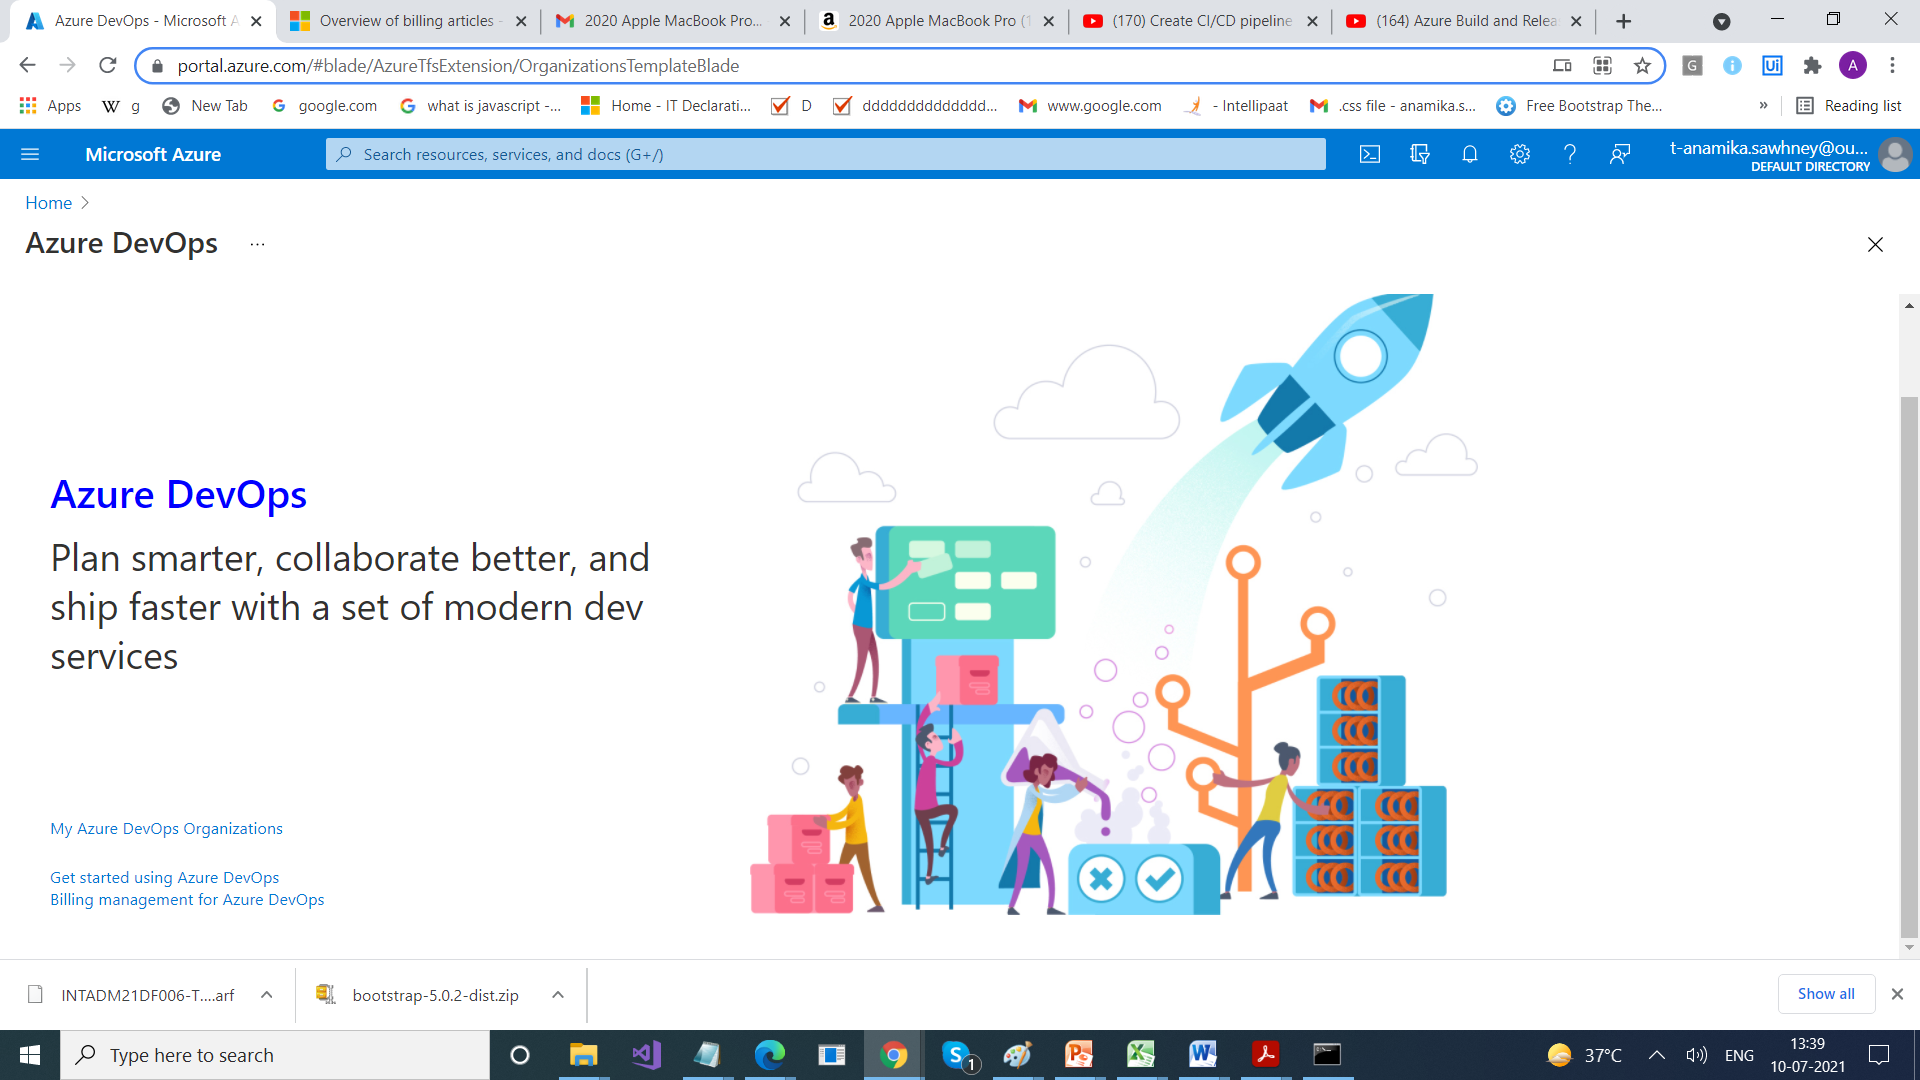 Azure DevOps - Microsoft A
Overview of billing articles -
2020 Apple MacBook Pro...
2020 Apple MacBook Pro (1
(170) Create CI/CD pipeline
(164) Azure Build and Relea
portal.azure.com/#blade/AzureTfsExtension/OrganizationsTemplateBlade
G
Ui
A
Apps
W g
New Tab
google.com
what is javascript -...
Home - IT Declarati...
D
dddddddddddddd...
www.google.com
- Intellipaat
.css file - anamika.s...
Free Bootstrap The...
»
Reading list
Microsoft Azure
Search resources, services, and docs (G+/)
t-anamika.sawhney@ou...
DEFAULT DIRECTORY
Home
Azure DevOps
...
Azure DevOps
Plan smarter, collaborate better, and
ship faster with a set of modern dev
services
My Azure DevOps Organizations
Get started using Azure DevOps
Billing management for Azure DevOps
INTADM21DF006-T....arf
bootstrap-5.0.2-dist.zip
Show all
Type here to search
S 1
37°C
ENG
13:39
10-07-2021